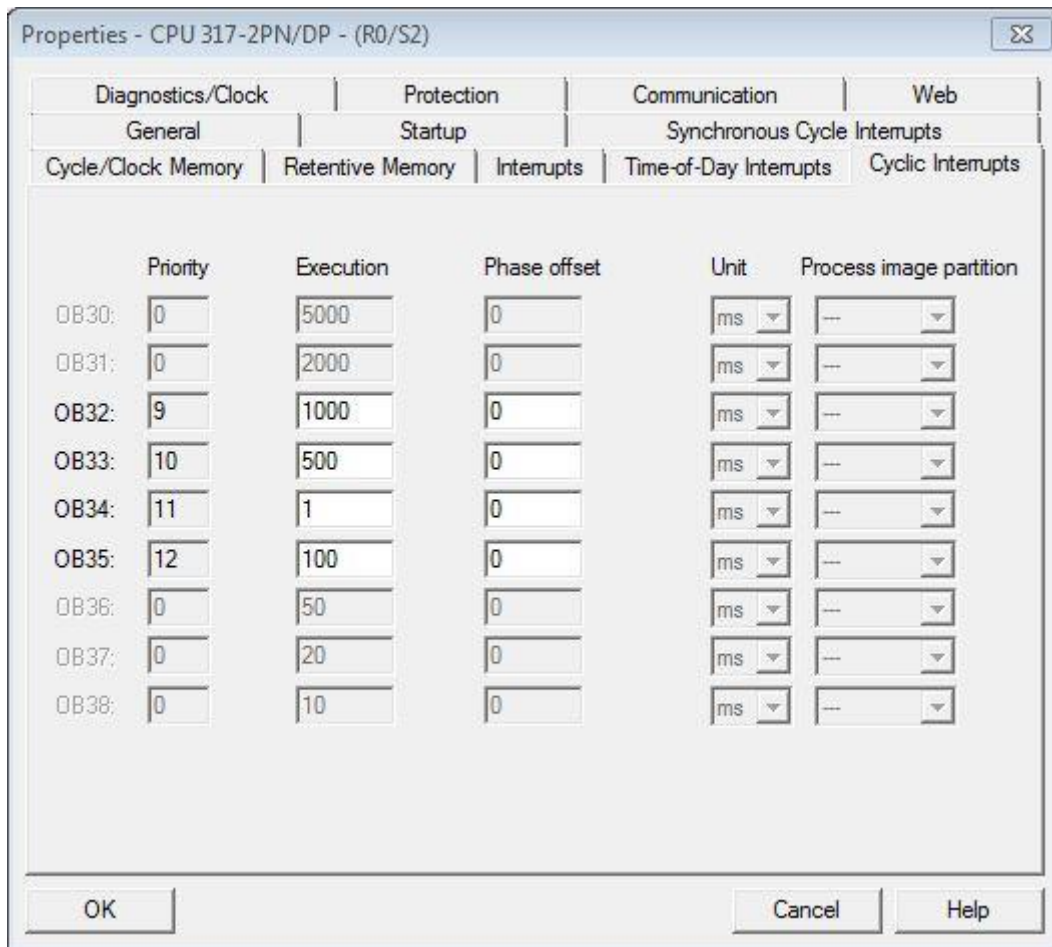 Properties - CPU 317-2PN/DP - (R0/S2)
Diagnostics/Clock Protection Communication Web
General Startup Synchronous Cycle Interrupts
Cycle/Clock Memory Retentive Memory Interrupts Time-of-Day Interrupts Cyclic Interrupts
Priority Execution Phase offset Unit Process image partition
OB30: 0 5000 0 ms ---
OB31: 0 2000 0 ms ---
OB32: 9 1000 0 ms ---
OB33: 10 500 0 ms ---
OB34: 11 1 0 ms ---
OB35: 12 100 0 ms ---
OB36: 0 50 0 ms ---
OB37: 0 20 0 ms ---
OB38: 0 10 0 ms ---
OK Cancel Help